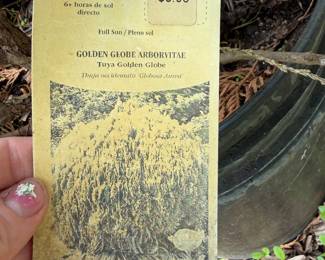 6+ horas de sol
directo
Full Sun / Pleno sol
GOLDEN GLOBE ARBORVITAE
Tuya Golden Globe
Thuja occidentalis 'Globosa Aurea'